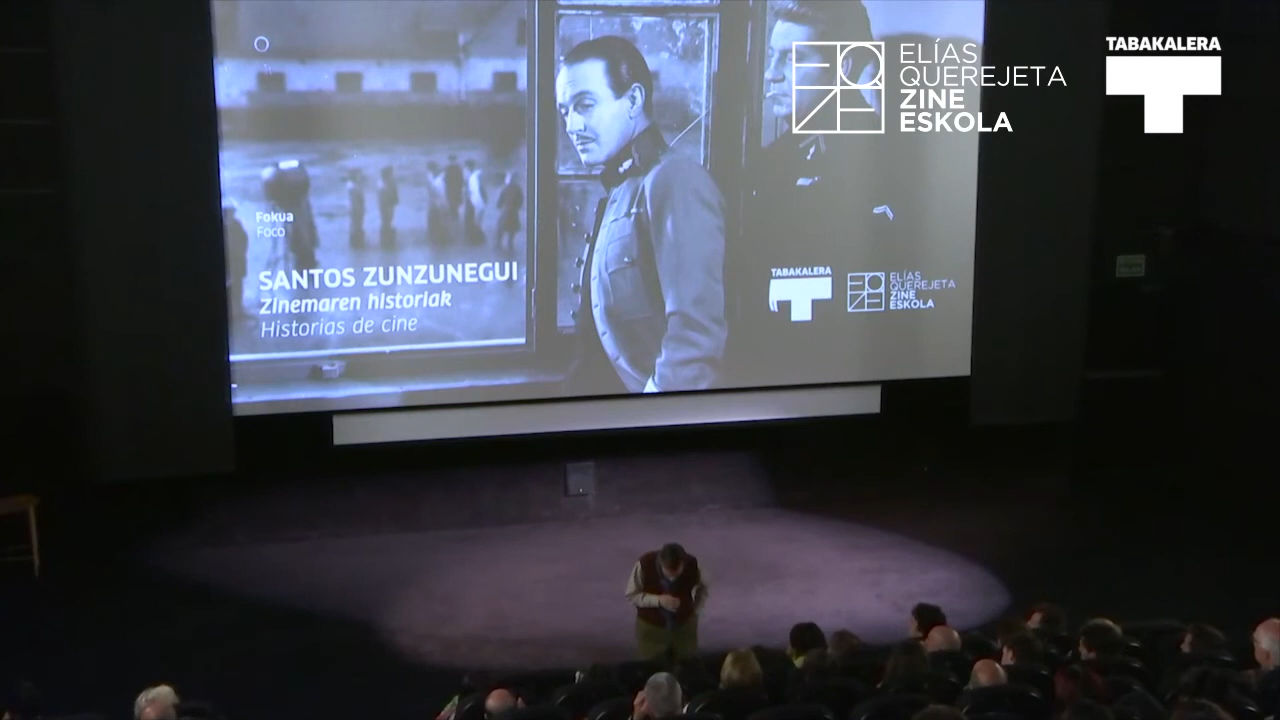 ELÍAS
QUEREJETA
ZINE
ESKOLA
TABAKALERA
Fokua
Foco
SANTOS ZUNZUNEGUI
Zinemaren historiak
Historias de cine
TABAKALERA
ELÍAS
QUEREJETA
ZINE
ESKOLA